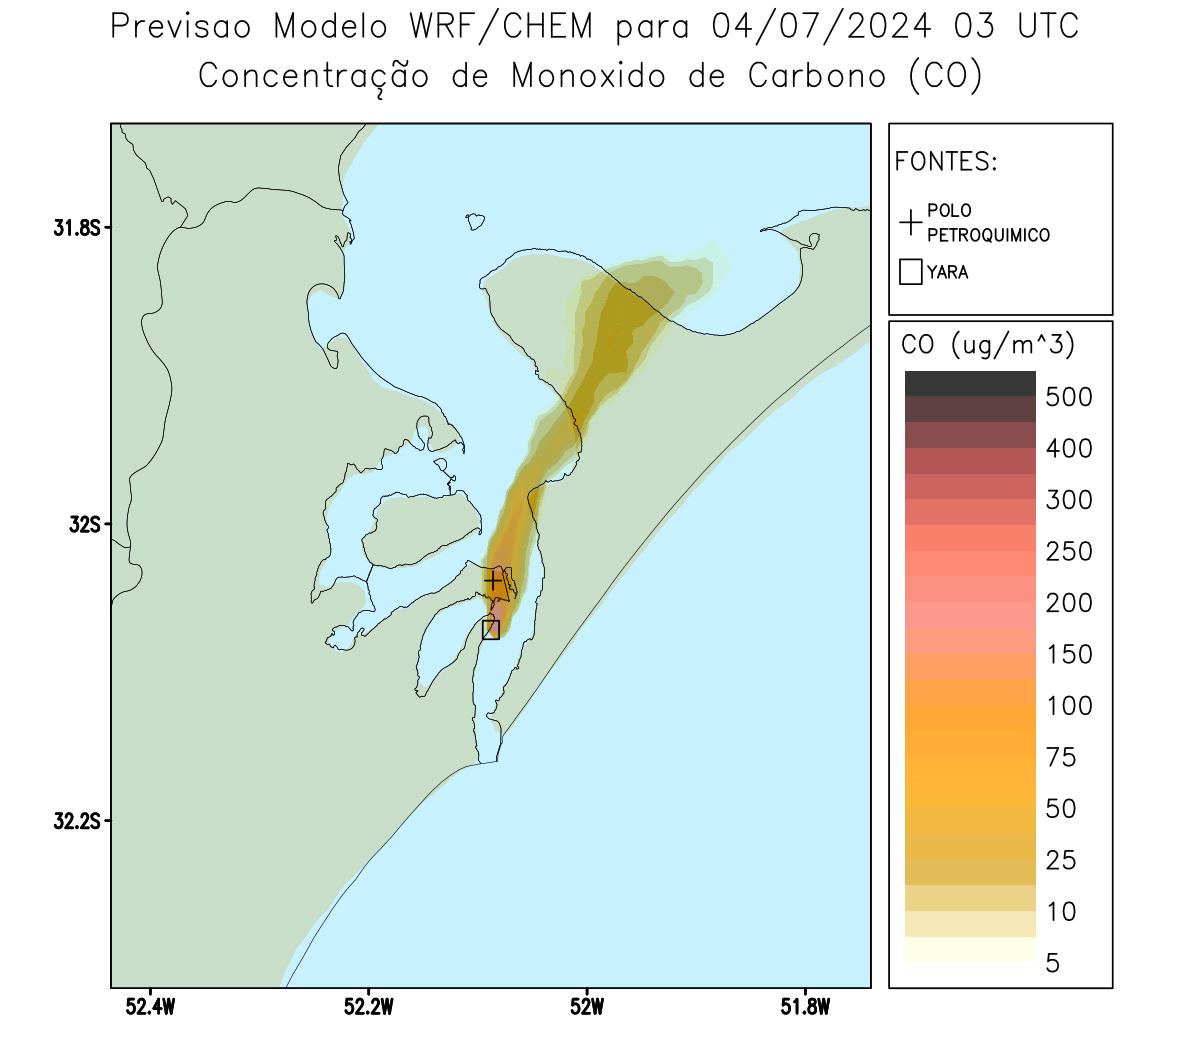 Previsao Modelo WRF/CHEM para 04/07/2024 03 UTC
Concentração de Monoxido de Carbono (CO)
FONTES:
POLO
PETROQUIMICO
YARA
CO (ug/m^3)
500
400
300
250
200
150
100
75
50
25
10
5
31.8S
32S
32.2S
52.4W
52.2W
52W
51.8W